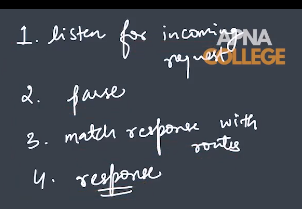 1. listen for incoming
request
APNA
COLLEGE
2. parse
3. match response with
routes
4. response